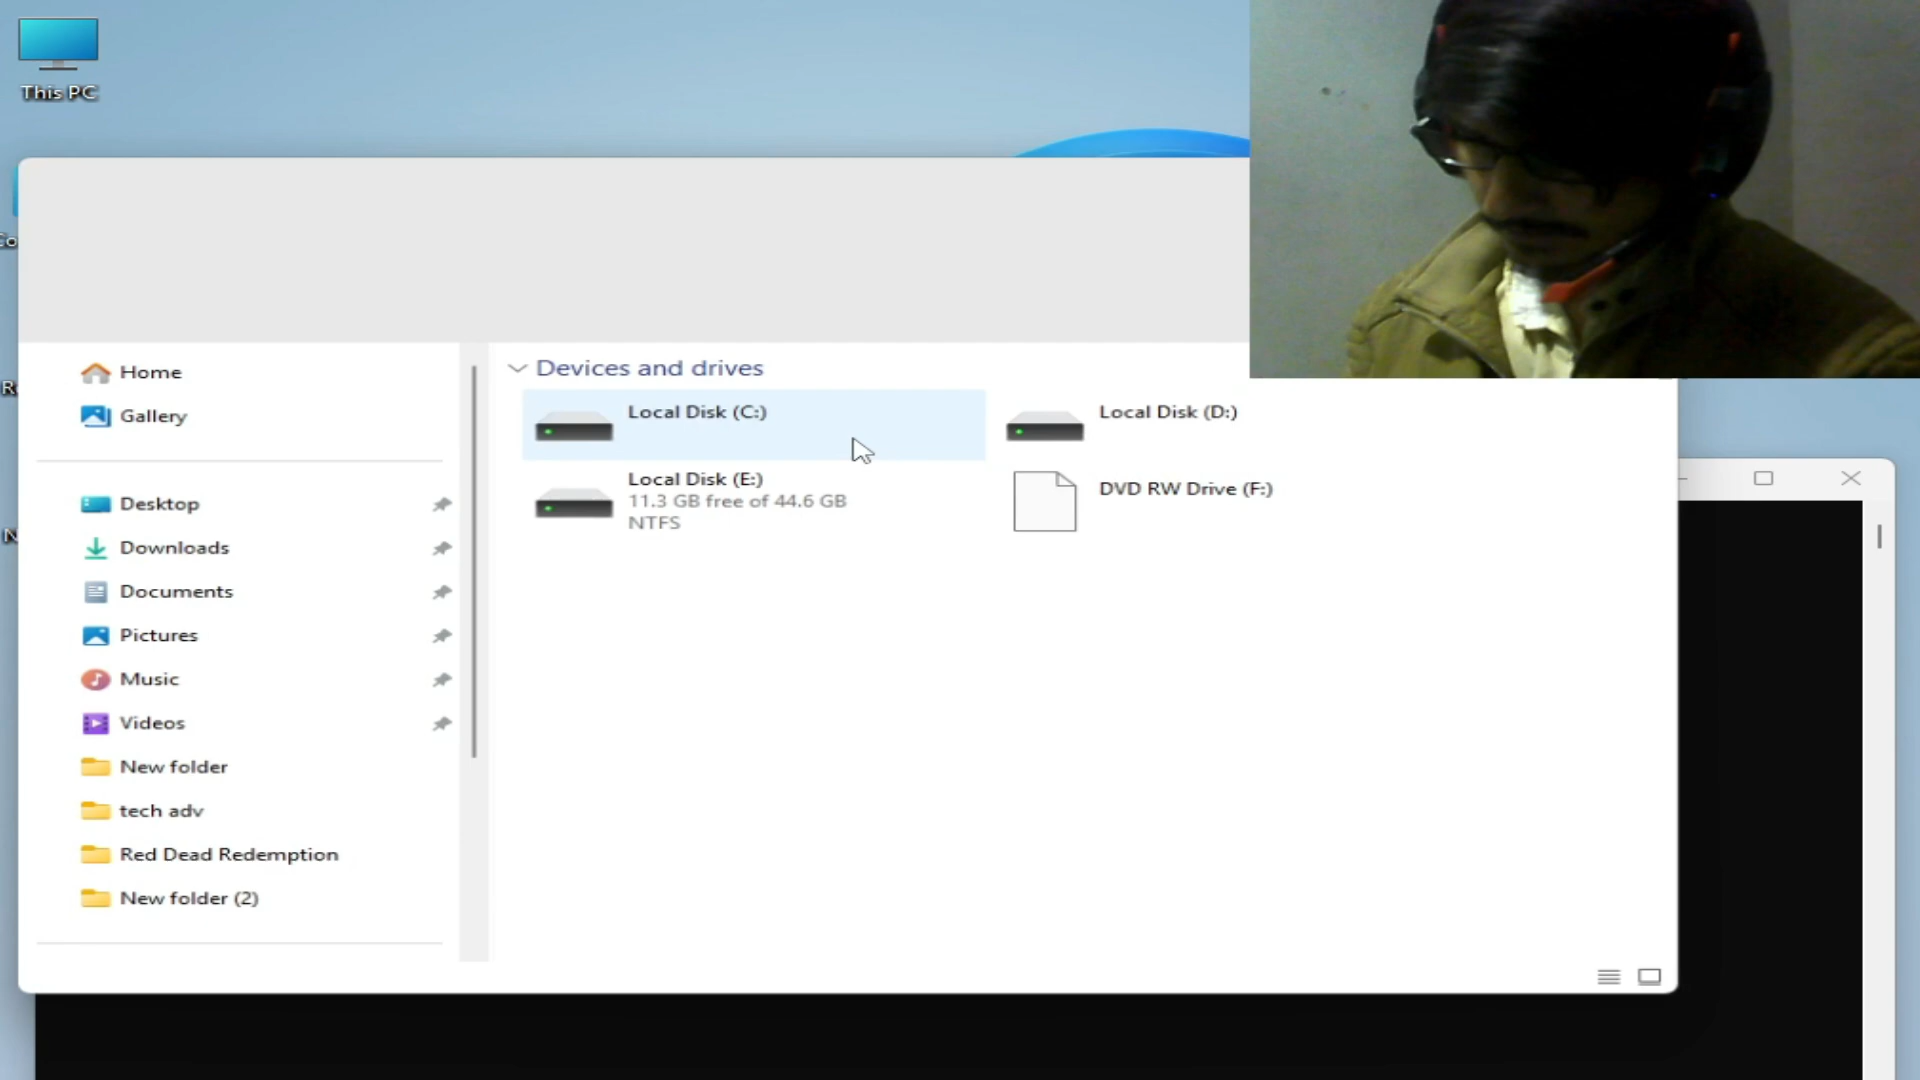 This PC
Co
Re
N
Home
Gallery
Desktop
Downloads
Documents
Pictures
Music
Videos
New folder
tech adv
Red Dead Redemption
New folder (2)
Devices and drives
Local Disk (C:)
Local Disk (D:)
Local Disk (E:)
11.3 GB free of 44.6 GB
NTFS
DVD RW Drive (F:)